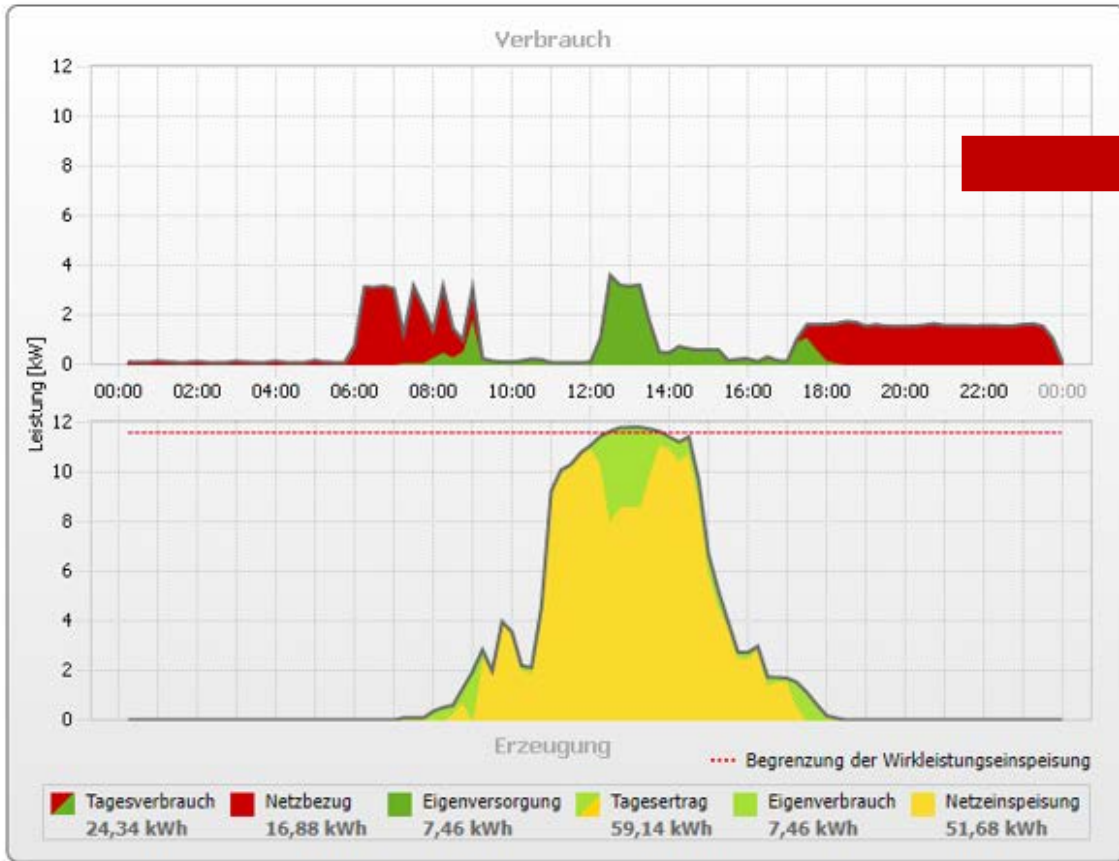 Verbrauch
12
10
8
6
4
2
0
Leistung [kW]
00:00 02:00 04:00 06:00 08:00 10:00 12:00 14:00 16:00 18:00 20:00 22:00 00:00
12
10
8
6
4
2
0
Erzeugung
Begrenzung der Wirkleistungseinspeisung
Tagesverbrauch Netzbezug Eigenversorgung Tagesertrag Eigenverbrauch Netzeinspeisung
24,34 kWh 16,88 kWh 7,46 kWh 59,14 kWh 7,46 kWh 51,68 kWh